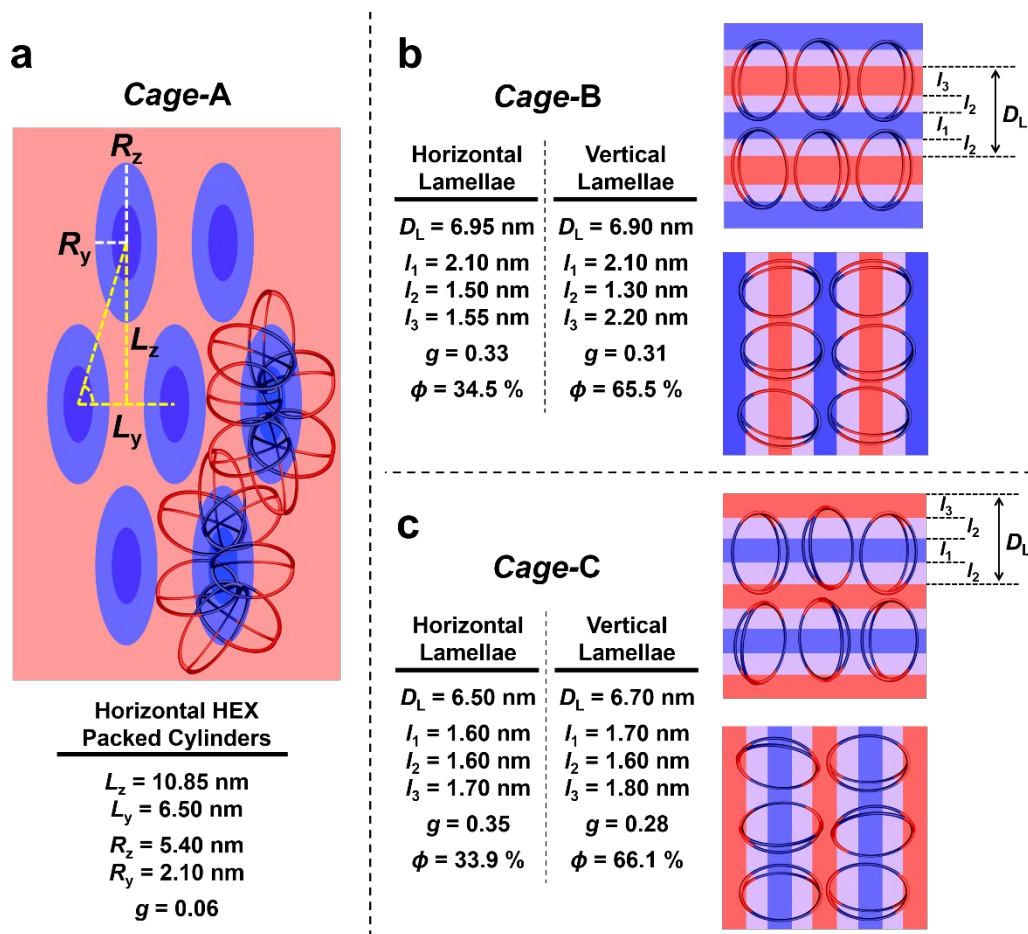 a
Cage-A
Rz
Ry
Lz
Ly
Horizontal HEX
Packed Cylinders
Lz = 10.85 nm
Ly = 6.50 nm
Rz = 5.40 nm
Ry = 2.10 nm
g = 0.06
b
Cage-B
Horizontal
Lamellae
DL = 6.95 nm
l1 = 2.10 nm
l2 = 1.50 nm
l3 = 1.55 nm
g = 0.33
ϕ = 34.5 %
Vertical
Lamellae
DL = 6.90 nm
l1 = 2.10 nm
l2 = 1.30 nm
l3 = 2.20 nm
g = 0.31
ϕ = 65.5 %
l3
l2
l1
l2
DL
c
Cage-C
Horizontal
Lamellae
DL = 6.50 nm
l1 = 1.60 nm
l2 = 1.60 nm
l3 = 1.70 nm
g = 0.35
ϕ = 33.9 %
Vertical
Lamellae
DL = 6.70 nm
l1 = 1.70 nm
l2 = 1.60 nm
l3 = 1.80 nm
g = 0.28
ϕ = 66.1 %
l3
l2
l1
l2
DL